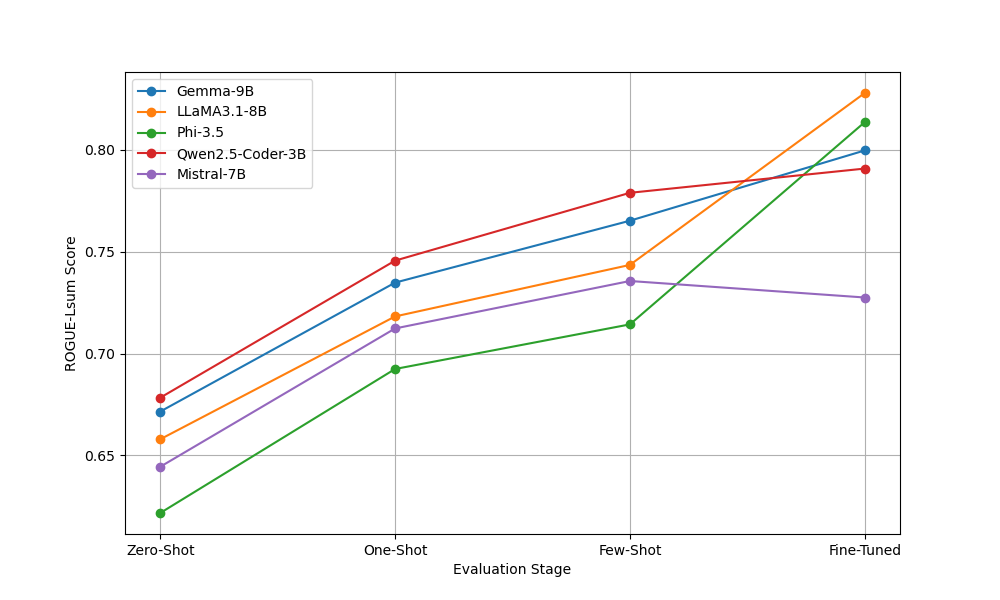 Gemma-9B
LLaMA3.1-8B
Phi-3.5
Qwen2.5-Coder-3B
Mistral-7B
0.80
0.75
0.70
0.65
ROGUE-Lsum Score
Zero-Shot One-Shot Few-Shot Fine-Tuned
Evaluation Stage